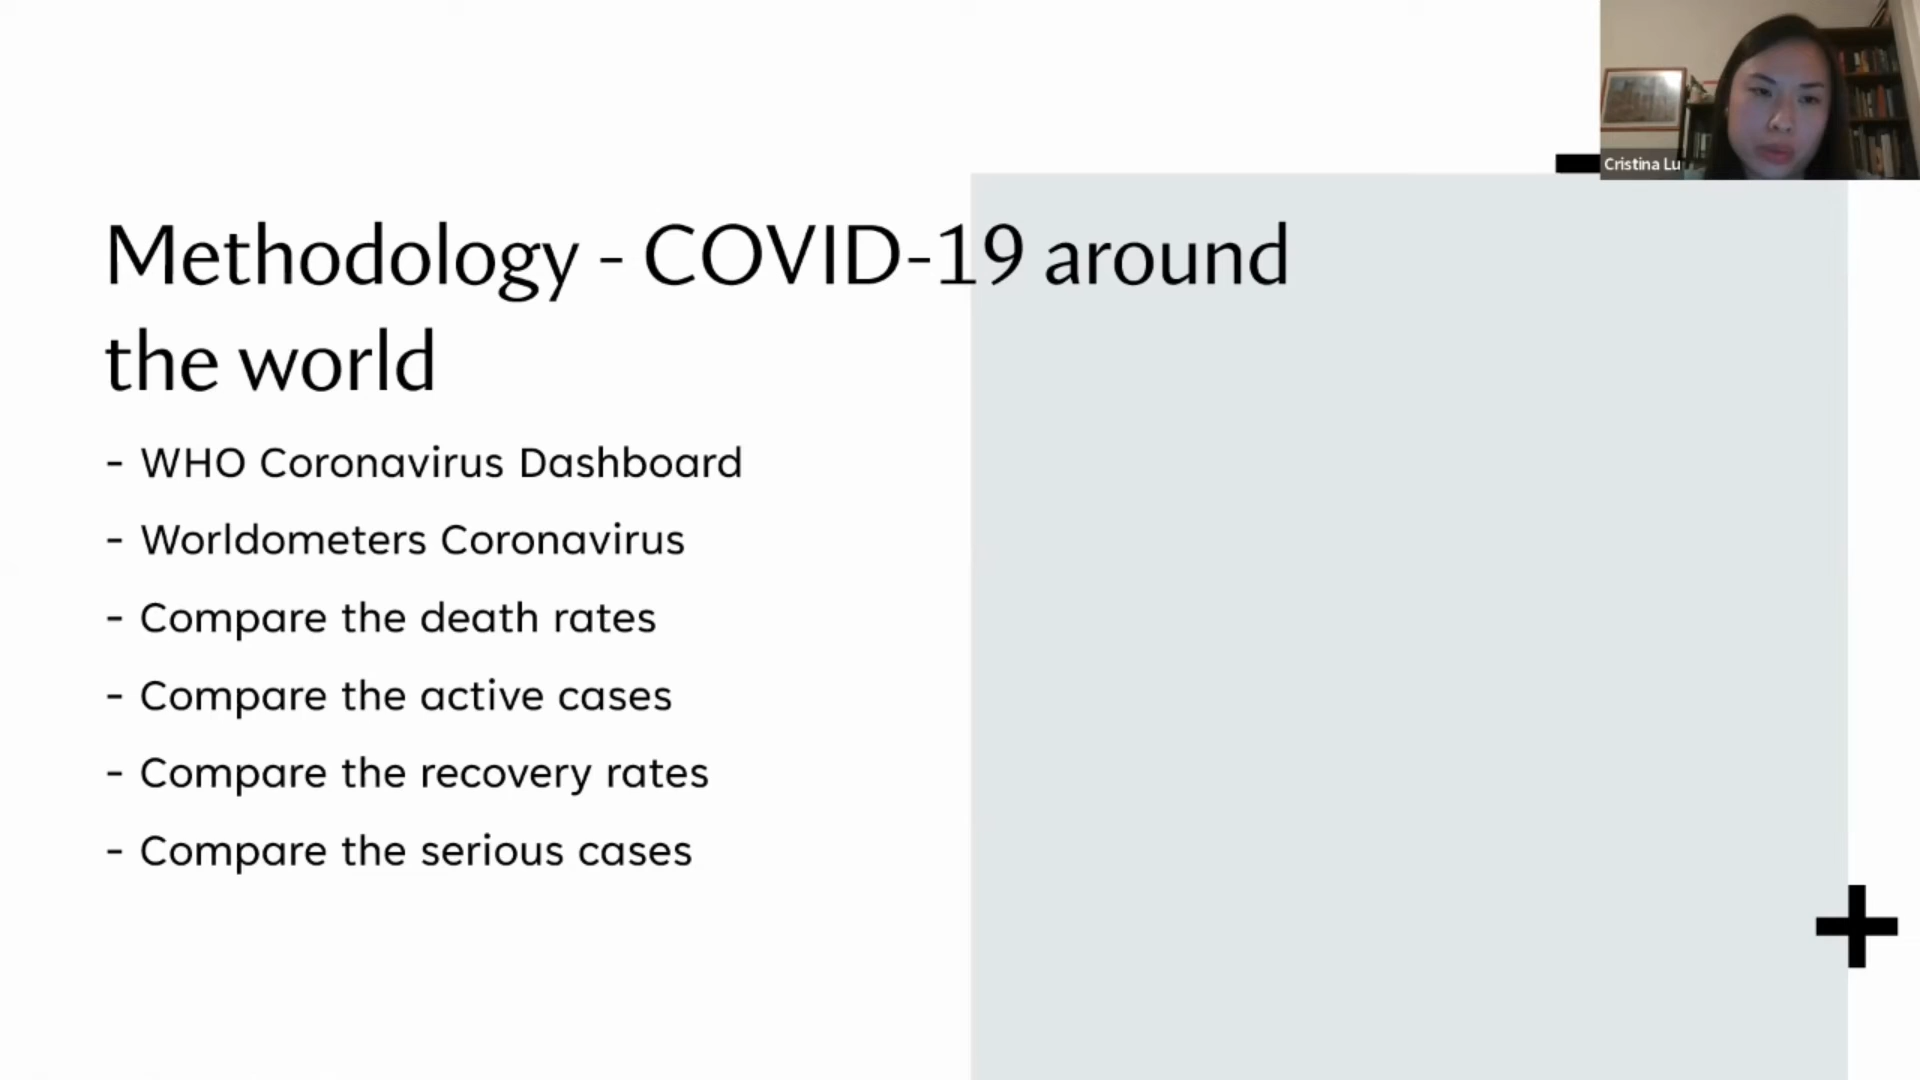 Cristina Lu
Methodology - COVID-19 around
the world
- WHO Coronavirus Dashboard
- Worldometers Coronavirus
- Compare the death rates
- Compare the active cases
- Compare the recovery rates
- Compare the serious cases